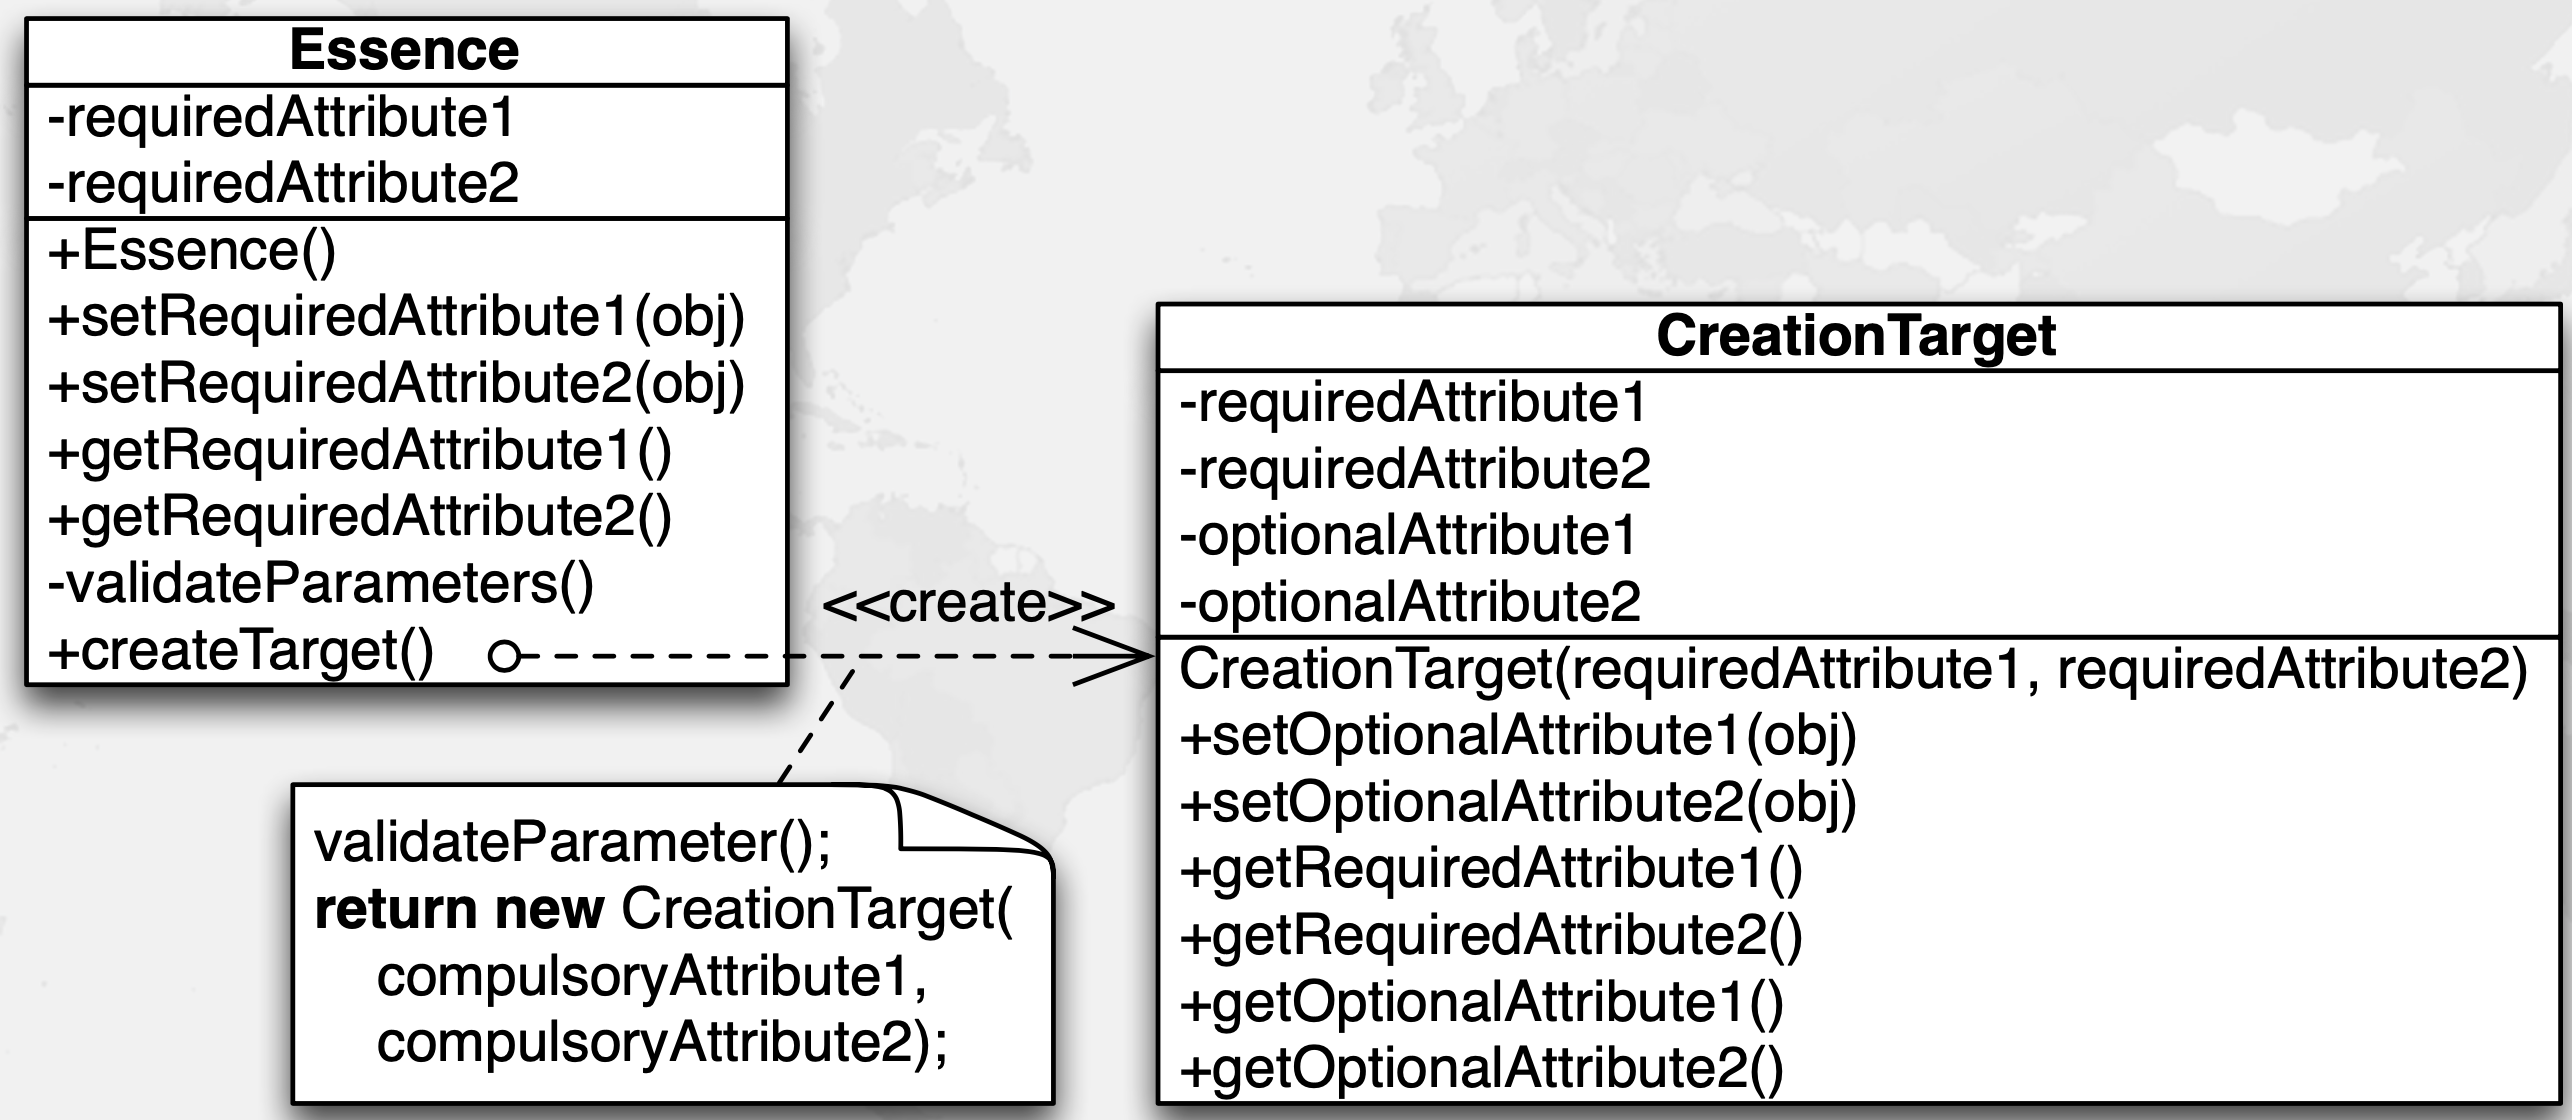 Essence
-requiredAttribute1
-requiredAttribute2
+Essence()
+setRequiredAttribute1(obj)
+setRequiredAttribute2(obj)
+getRequiredAttribute1()
+getRequiredAttribute2()
-validateParameters()
+createTarget()
<<create>>
validateParameter();
return new CreationTarget(
compulsoryAttribute1,
compulsoryAttribute2);
CreationTarget
-requiredAttribute1
-requiredAttribute2
-optionalAttribute1
-optionalAttribute2
CreationTarget(requiredAttribute1, requiredAttribute2)
+setOptionalAttribute1(obj)
+setOptionalAttribute2(obj)
+getRequiredAttribute1()
+getRequiredAttribute2()
+getOptionalAttribute1()
+getOptionalAttribute2()